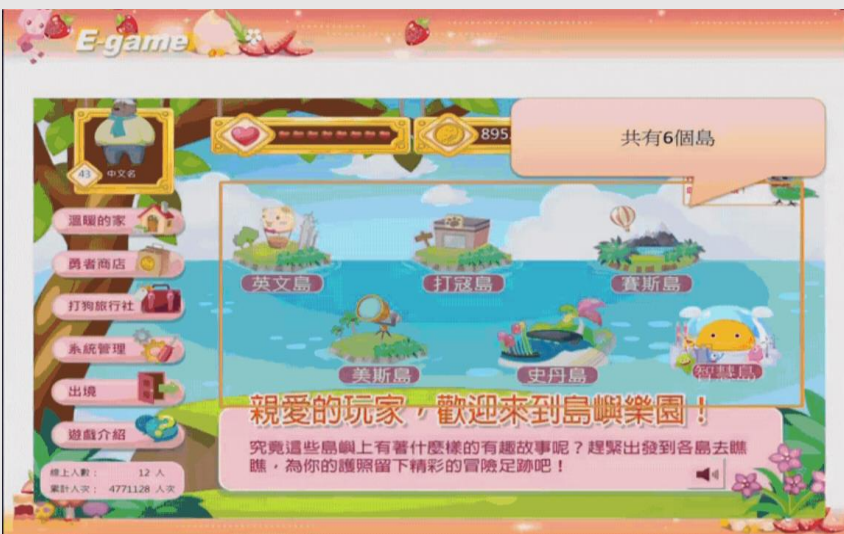 E-game
895
共有6個島
43 中文名
溫暖的家
勇者商店
打狗旅行社
系統管理
出境
遊戲介紹
線上人數： 12 人
累計人次： 4771128 人次
英文島
打寇島
賽斯島
美斯島
史丹島
智慧島
親愛的玩家，歡迎來到島嶼樂園！
究竟這些島嶼上有著什麼樣的有趣故事呢？趕緊出發到各島去瞧
瞧，為你的護照留下精彩的冒險足跡吧！